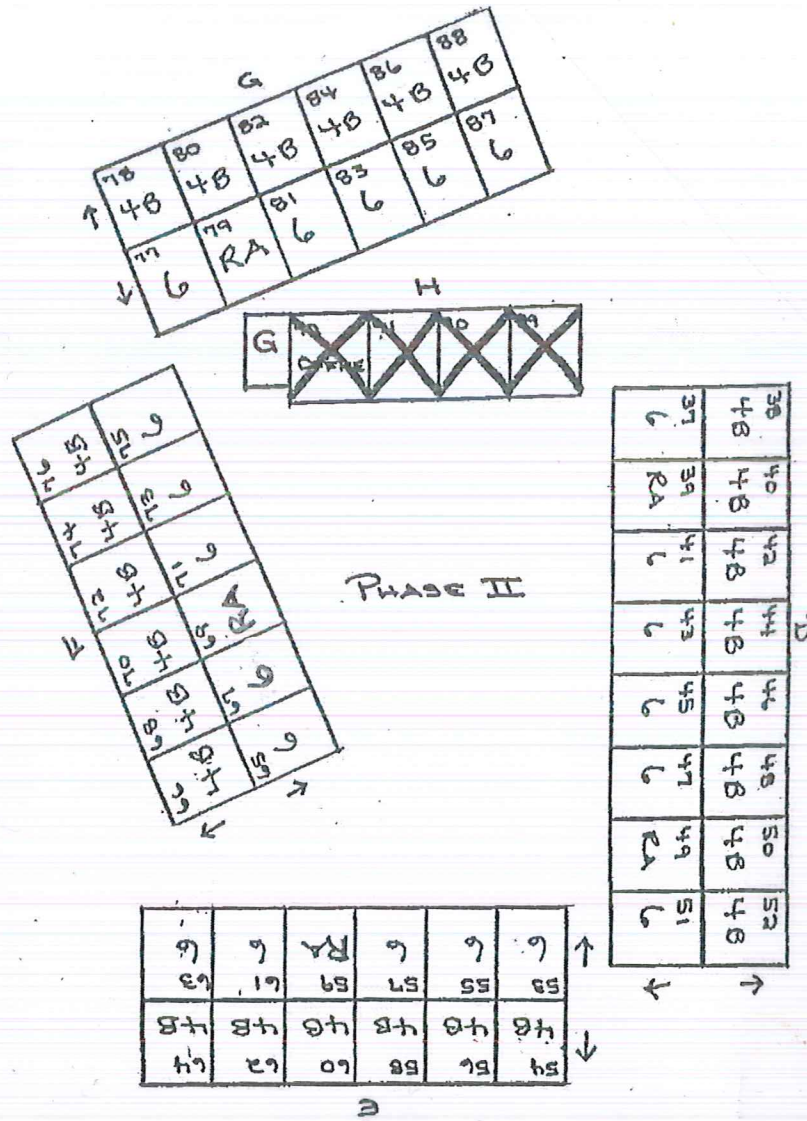 G
78 80 82 84 86 88
4B 4B 4B 4B 4B 4B
77 79 81 83 85 87
6 RA 6 6 6 6
H
G
PHASE II
F
65 67 69 71 73 75
6 6 RA 6 6 6
66 68 70 72 74 76
4B 4B 4B 4B 4B 4B
D
38 40 42 44 46 48 50 52
4B 4B 4B 4B 4B 4B 4B 4B
37 39 41 43 45 47 49 51
6 RA 6 6 6 6 RA 6
E
54 56 58 60 62 64
4B 4B 4B 4B 4B 4B
53 55 57 59 61 63
6 6 6 RA 6 6